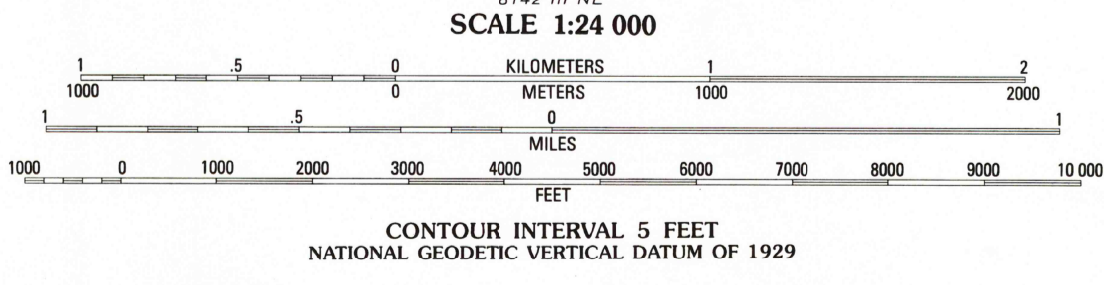 SCALE 1:24 000
1 .5 0 KILOMETERS 1 2
1000 0 METERS 1000 2000
1 .5 0 1
MILES
1000 0 1000 2000 3000 4000 5000 6000 7000 8000 9000 10 000
FEET
CONTOUR INTERVAL 5 FEET
NATIONAL GEODETIC VERTICAL DATUM OF 1929